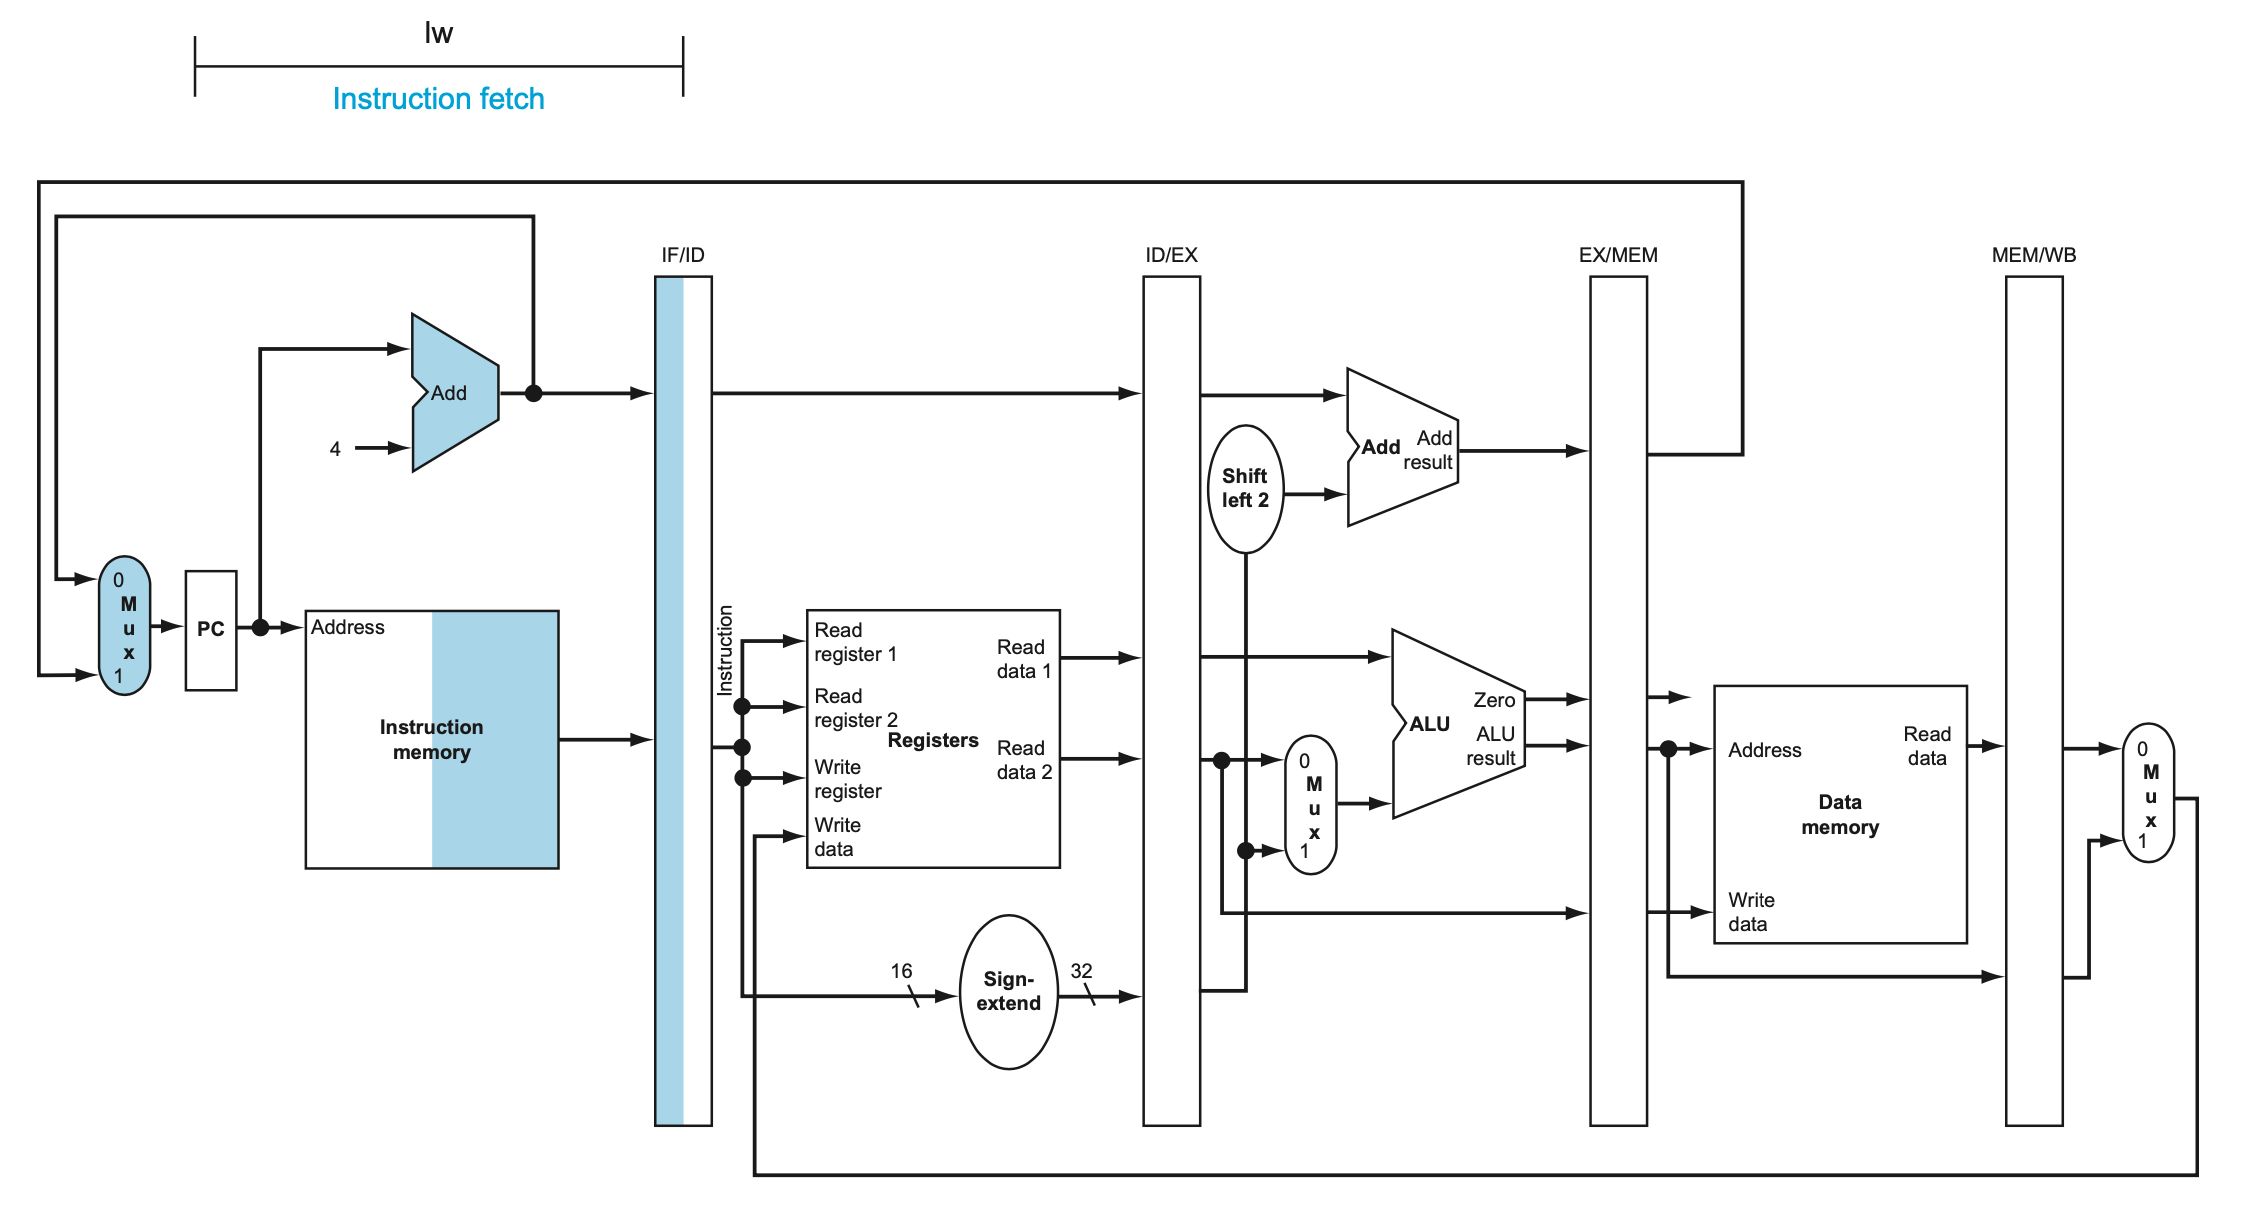 lw
Instruction fetch
IF/ID
ID/EX
EX/MEM
MEM/WB
Add
4
0
M
u
x
1
PC
Address
Instruction
memory
Instruction
Read
register 1
Read
register 2
Write
register
Write
data
Registers
Read
data 1
Read
data 2
16
Sign-
extend
32
Shift
left 2
Add
Add
result
0
M
u
x
1
ALU
Zero
ALU
result
Address
Read
data
Data
memory
Write
data
0
M
u
x
1